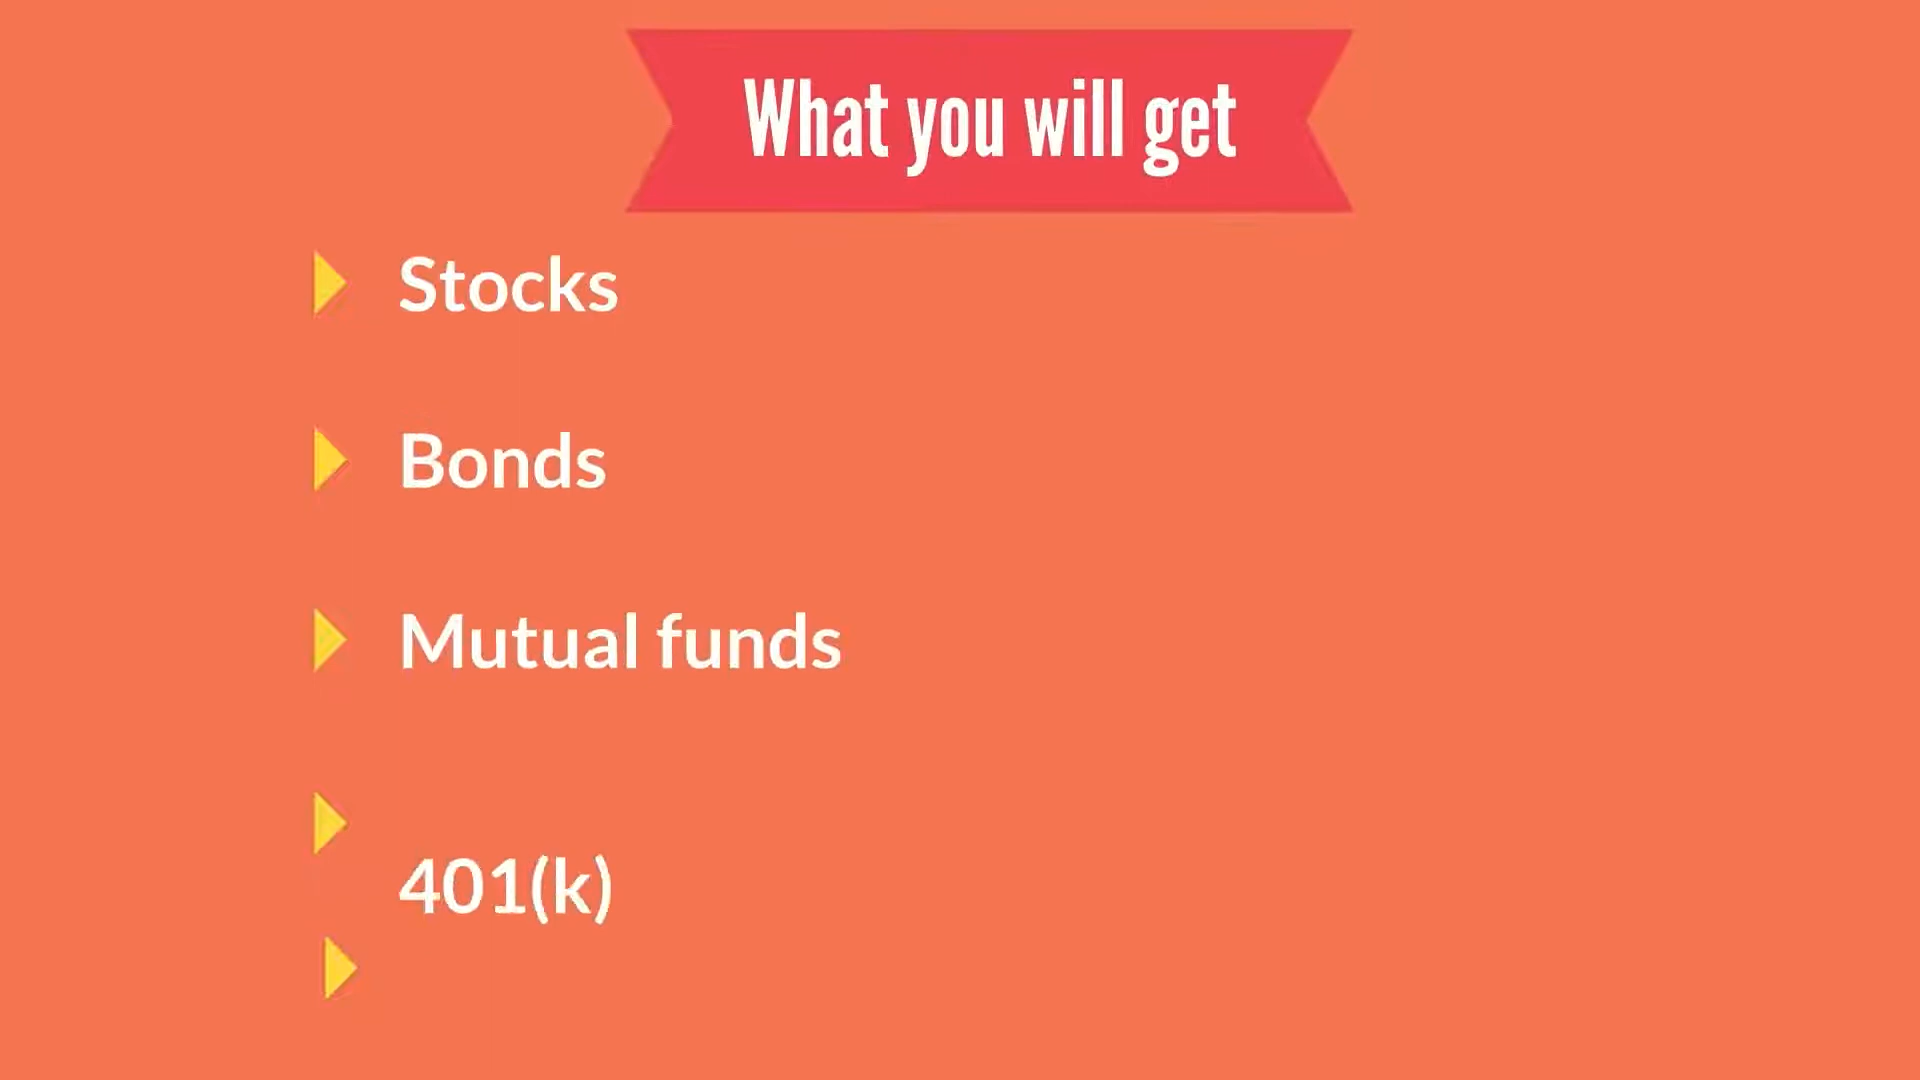 What you will get
Stocks
Bonds
Mutual funds
401(k)